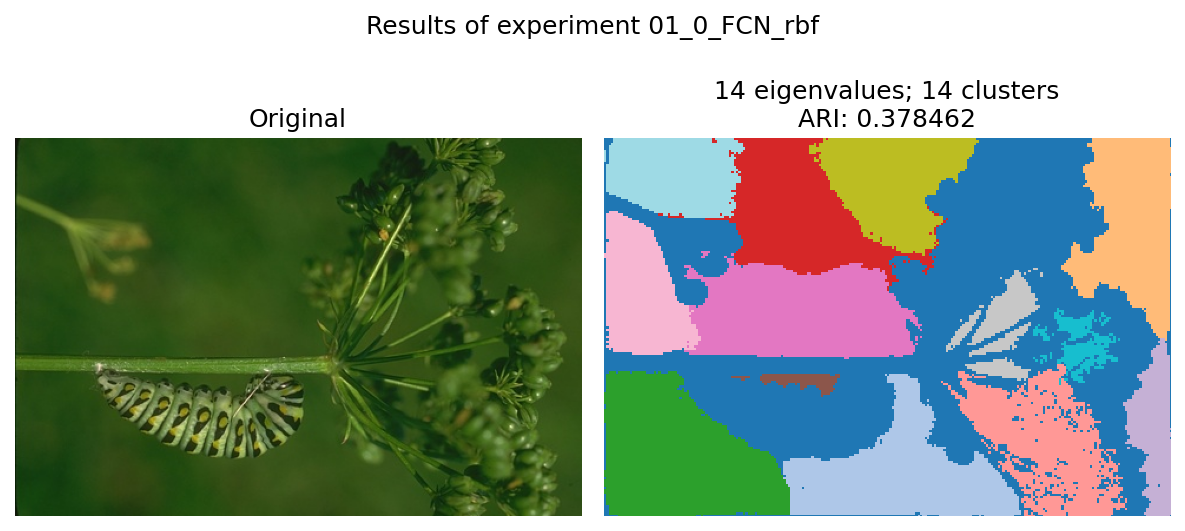 Results of experiment 01_0_FCN_rbf
Original
14 eigenvalues; 14 clusters
ARI: 0.378462